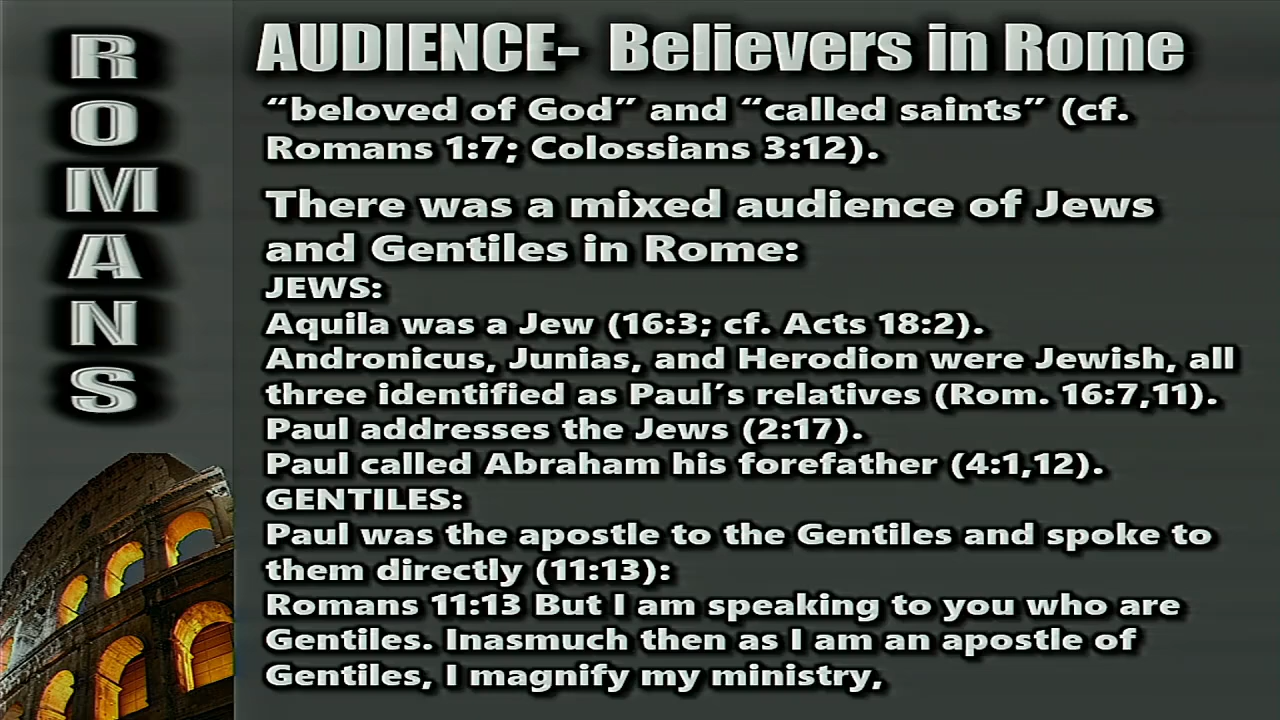 ROMANS
AUDIENCE- Believers in Rome
“beloved of God” and “called saints” (cf.
Romans 1:7; Colossians 3:12).
There was a mixed audience of Jews
and Gentiles in Rome:
JEWS:
Aquila was a Jew (16:3; cf. Acts 18:2).
Andronicus, Junias, and Herodion were Jewish, all
three identified as Paul´s relatives (Rom. 16:7,11).
Paul addresses the Jews (2:17).
Paul called Abraham his forefather (4:1,12).
GENTILES:
Paul was the apostle to the Gentiles and spoke to
them directly (11:13):
Romans 11:13 But I am speaking to you who are
Gentiles. Inasmuch then as I am an apostle of
Gentiles, I magnify my ministry,